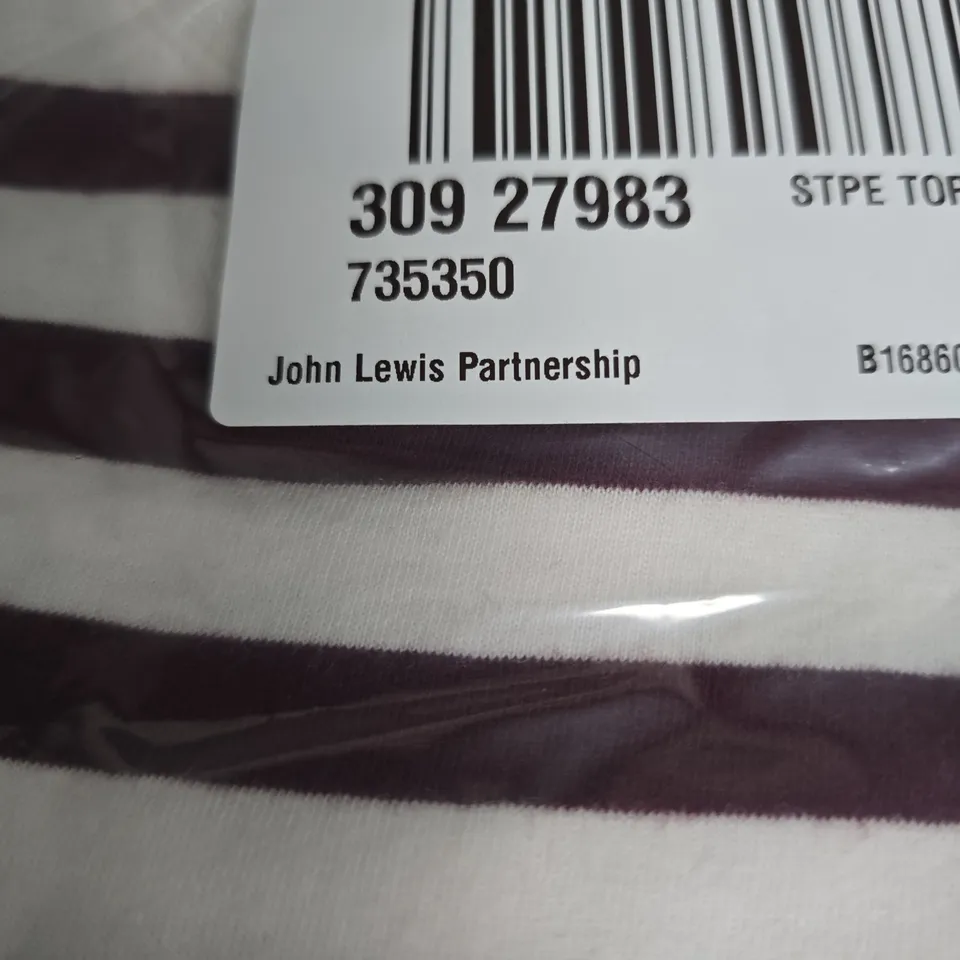 309 27983 STPE TOP
735350
John Lewis Partnership B16860